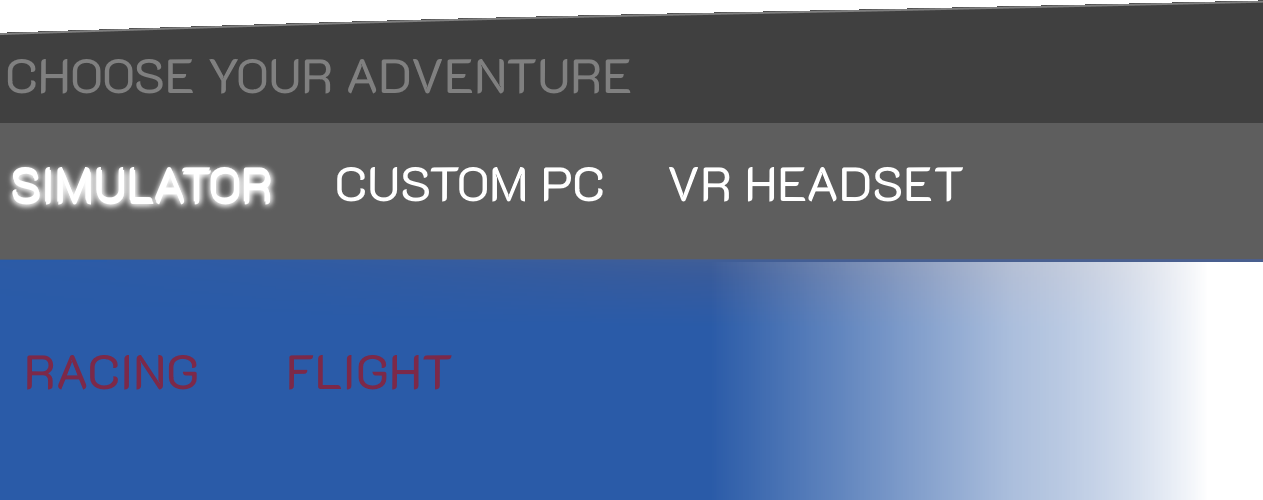 CHOOSE YOUR ADVENTURE
SIMULATOR CUSTOM PC VR HEADSET
RACING FLIGHT